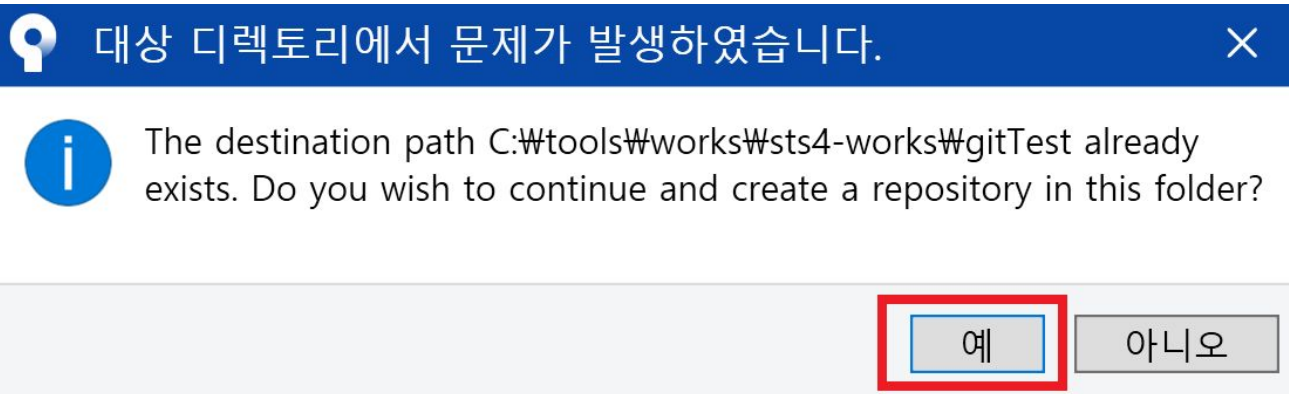 대상 디렉토리에서 문제가 발생하였습니다.
The destination path C:₩tools₩works₩sts4-works₩gitTest already
exists. Do you wish to continue and create a repository in this folder?
예
아니오